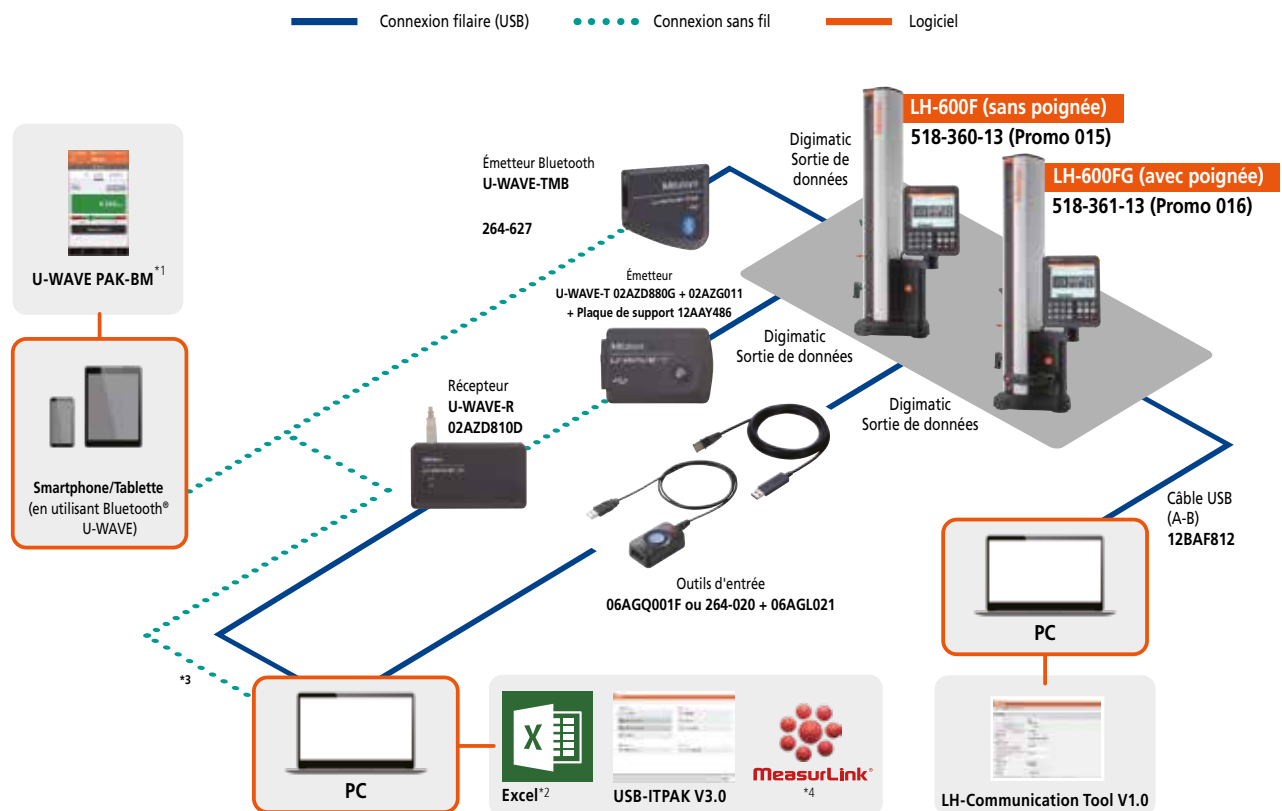 Connexion filaire (USB)
Connexion sans fil
Logiciel
LH-600F (sans poignée)
518-360-13 (Promo 015)
LH-600FG (avec poignée)
518-361-13 (Promo 016)
Digimatic
Sortie de
données
Émetteur Bluetooth
U-WAVE-TMB
264-627
Mitutoyo
U-WAVE PAK-BM*1
Émetteur
U-WAVE-T 02AZD880G + 02AZG011
+ Plaque de support 12AAY486
Digimatic
Sortie de données
Récepteur
U-WAVE-R
02AZD810D
Digimatic
Sortie de données
Smartphone/Tablette
(en utilisant Bluetooth®
U-WAVE)
Câble USB
(A-B)
12BAF812
Outils d'entrée
06AGQ001F ou 264-020 + 06AGL021
PC
*3
PC
X
Excel*2
USB-ITPAK V3.0
MeasurLink®
*4
LH-Communication Tool V1.0